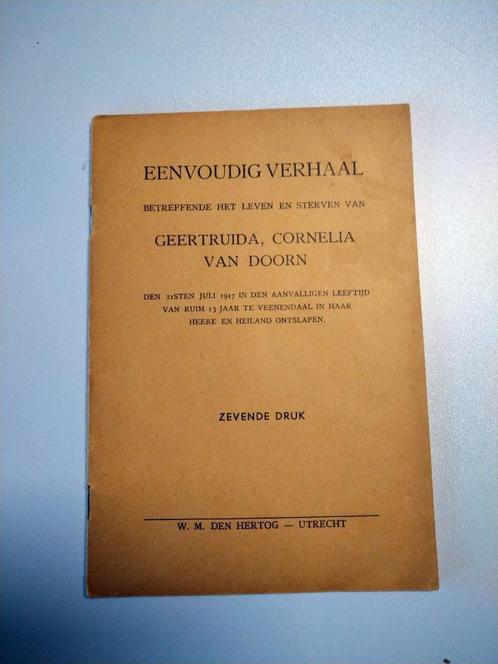 EENVOUDIG VERHAAL
BETREFFENDE HET LEVEN EN STERVEN VAN
GEERTRUIDA, CORNELIA
VAN DOORN
DEN 21STEN JULI 1917 IN DEN AANVALLIGEN LEEFTIJD
VAN RUIM 13 JAAR TE VEENENDAAL IN HAAR
HEERE EN HEILAND ONTSLAPEN.
ZEVENDE DRUK
W. M. DEN HERTOG — UTRECHT